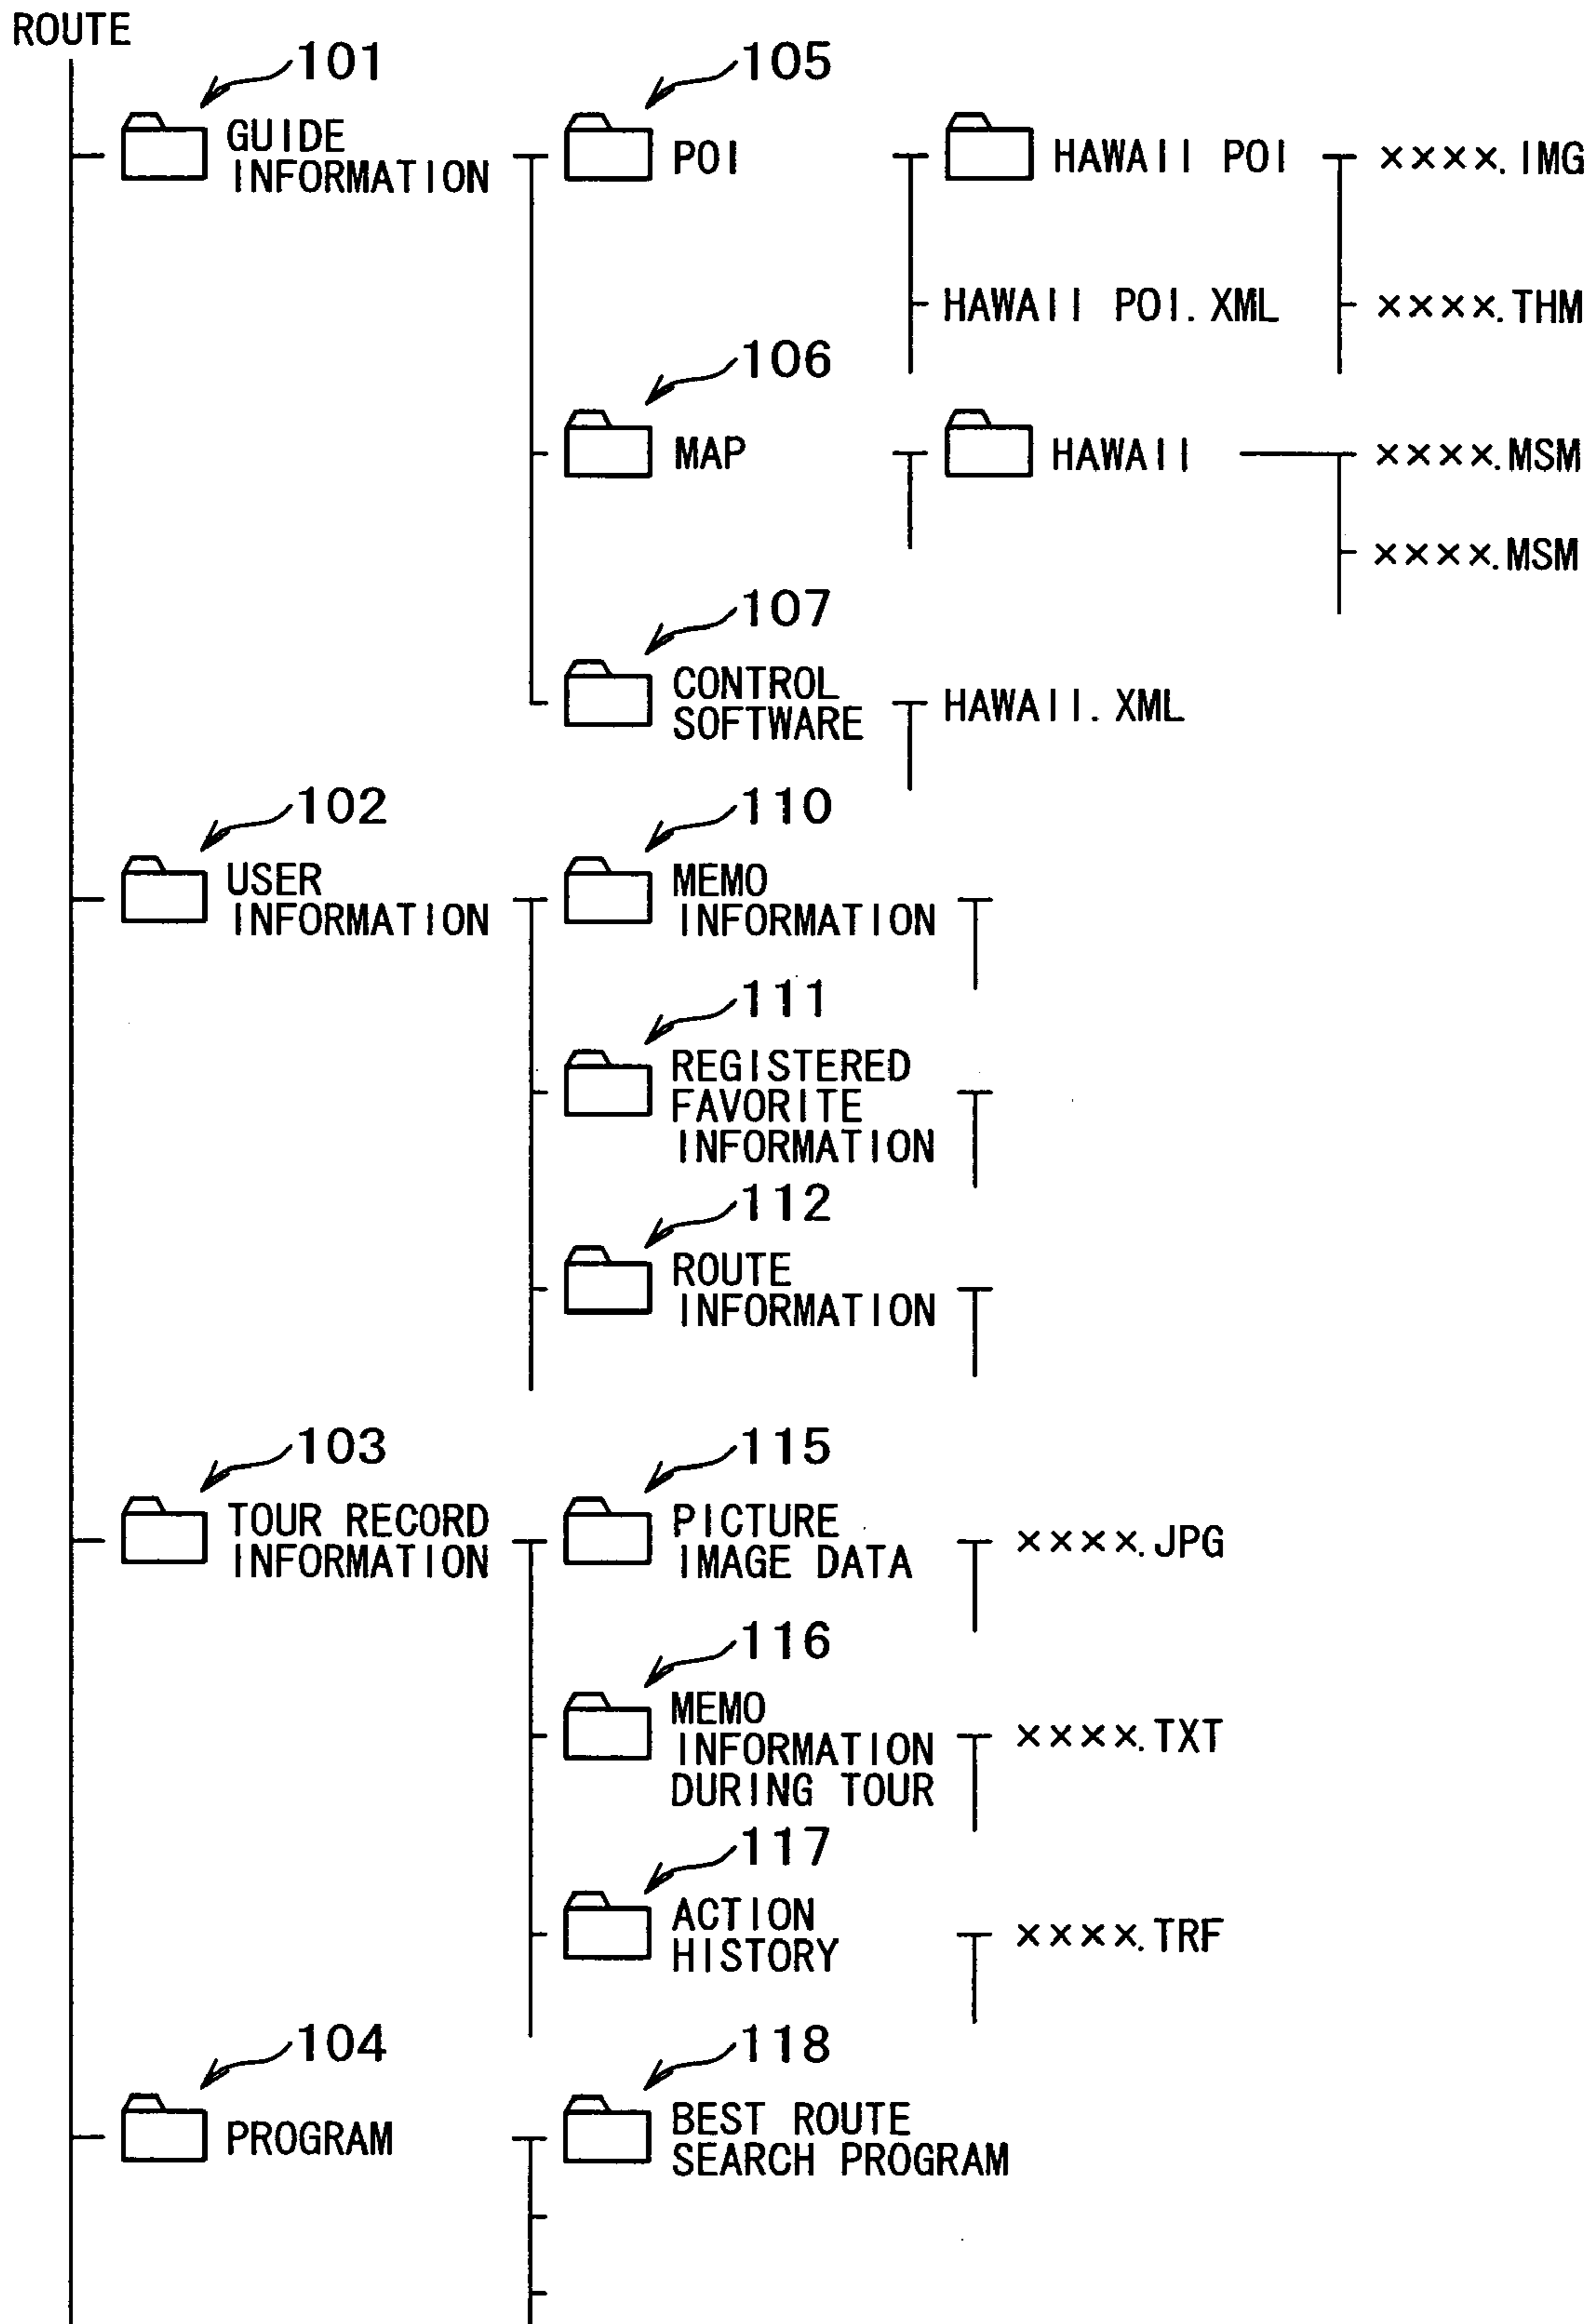 ROUTE
101
105
GUIDE
INFORMATION
POI
HAWAII POI
××××.IMG
HAWAII POI.XML
××××.THM
106
MAP
HAWAII
××××.MSM
××××.MSM
107
CONTROL
SOFTWARE
HAWAII.XML
102
110
USER
INFORMATION
MEMO
INFORMATION
111
REGISTERED
FAVORITE
INFORMATION
112
ROUTE
INFORMATION
103
115
TOUR RECORD
INFORMATION
PICTURE
IMAGE DATA
××××.JPG
116
MEMO
INFORMATION
DURING TOUR
××××.TXT
117
ACTION
HISTORY
××××.TRF
104
118
PROGRAM
BEST ROUTE
SEARCH PROGRAM